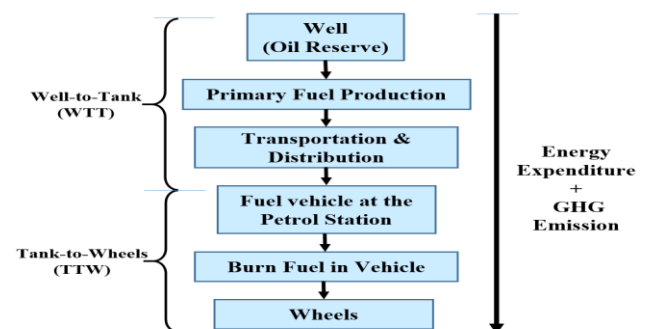 Well
(Oil Reserve)
Primary Fuel Production
Transportation &
Distribution
Fuel vehicle at the
Petrol Station
Burn Fuel in Vehicle
Wheels
Well-to-Tank
(WTT)
Tank-to-Wheels
(TTW)
Energy
Expenditure
+
GHG
Emission